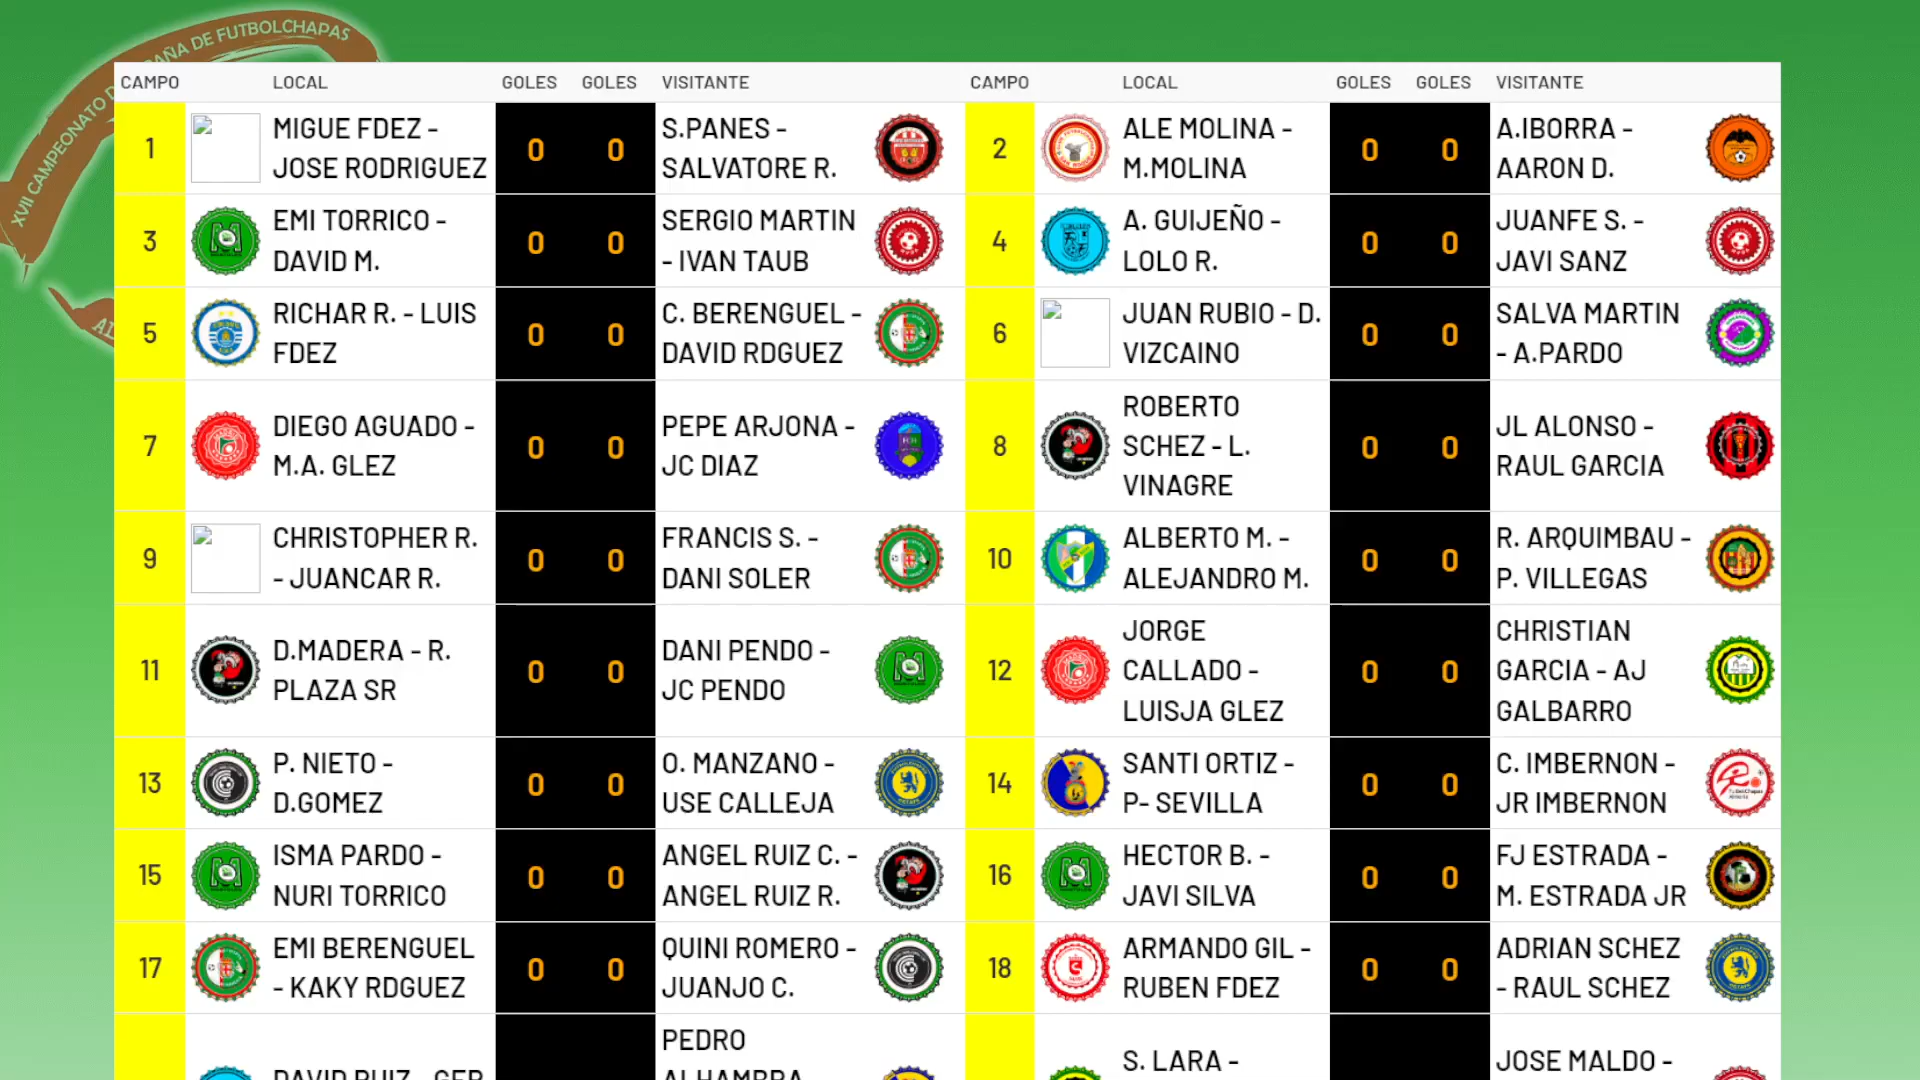 XVII CAMPEONATO D
AÑA DE FUTBOLCHAPAS
CAMPO LOCAL GOLES GOLES VISITANTE CAMPO LOCAL GOLES GOLES VISITANTE
1 MIGUE FDEZ - 0 0 S.PANES - 2 ALE MOLINA - 0 0 A.IBORRA -
JOSE RODRIGUEZ SALVATORE R. M.MOLINA AARON D.
3 EMI TORRICO - 0 0 SERGIO MARTIN 4 A. GUIJEÑO - 0 0 JUANFE S. -
DAVID M. - IVAN TAUB LOLO R. JAVI SANZ
5 RICHAR R. - LUIS 0 0 C. BERENGUEL - 6 JUAN RUBIO - D. 0 0 SALVA MARTIN
FDEZ DAVID RDGUEZ VIZCAINO - A.PARDO
7 DIEGO AGUADO - 0 0 PEPE ARJONA - 8 ROBERTO 0 0 JL ALONSO -
M.A. GLEZ JC DIAZ SCHEZ - L. RAUL GARCIA
VINAGRE
9 CHRISTOPHER R. 0 0 FRANCIS S. - 10 ALBERTO M. - 0 0 R. ARQUIMBAU -
- JUANCAR R. DANI SOLER ALEJANDRO M. P. VILLEGAS
11 D.MADERA - R. 0 0 DANI PENDO - 12 JORGE 0 0 CHRISTIAN
PLAZA SR JC PENDO CALLADO - GARCIA - AJ
LUISJA GLEZ GALBARRO
13 P. NIETO - 0 0 O. MANZANO - 14 SANTI ORTIZ - 0 0 C. IMBERNON -
D.GOMEZ USE CALLEJA P- SEVILLA JR IMBERNON
15 ISMA PARDO - 0 0 ANGEL RUIZ C. - 16 HECTOR B. - 0 0 FJ ESTRADA -
NURI TORRICO ANGEL RUIZ R. JAVI SILVA M. ESTRADA JR
17 EMI BERENGUEL 0 0 QUINI ROMERO - 18 ARMANDO GIL - 0 0 ADRIAN SCHEZ
- KAKY RDGUEZ JUANJO C. RUBEN FDEZ - RAUL SCHEZ
PEDRO S. LARA - JOSE MALDO -
DAVID RUIZ - GER ALHAMBRA